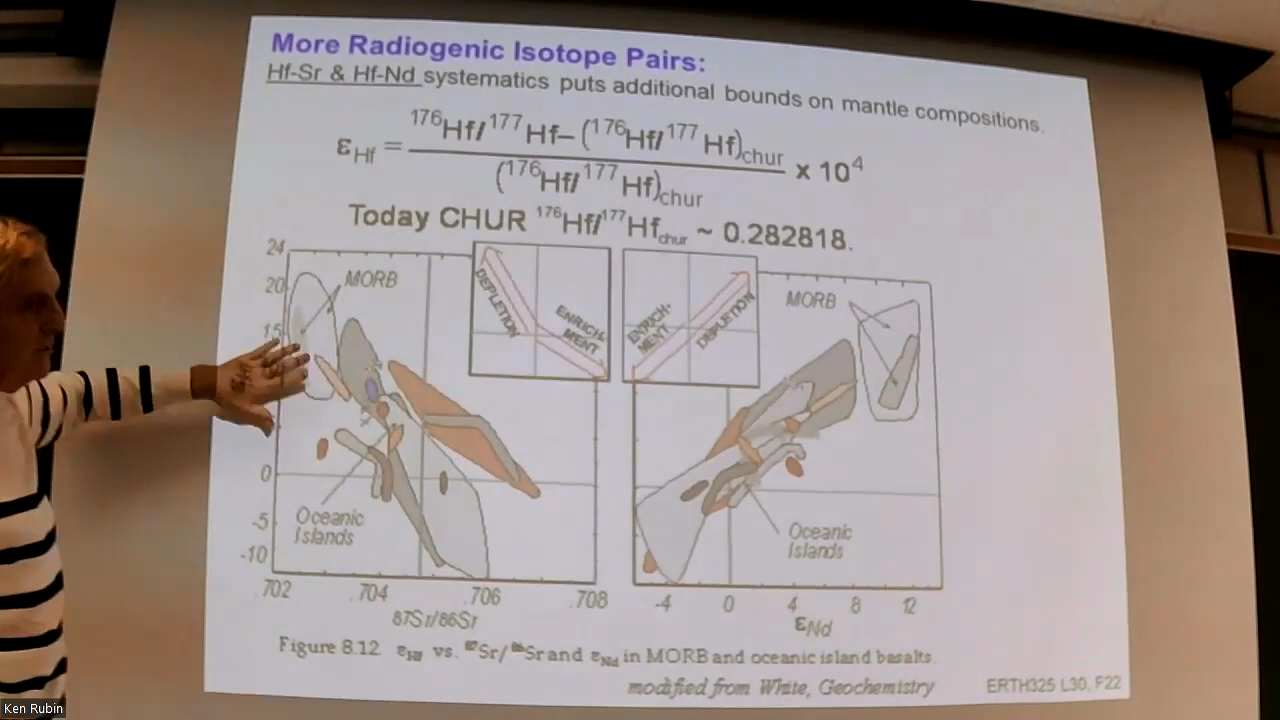 More Radiogenic Isotope Pairs:
Hf-Sr & Hf-Nd systematics puts additional bounds on mantle compositions.
εHf = 176Hf/177Hf – (176Hf/177Hf)chur x 10^4
(176Hf/177Hf)chur
Today CHUR 176Hf/177Hfchur ~ 0.282818.
24
20
15
0
-5
-10
MORB
DEPLETION
ENRICH-
MENT
Oceanic
Islands
.702 .704 .706 .708
87Sr/86Sr
ENRICH-
MENT
DEPLETION
MORB
Oceanic
Islands
-4 0 4 8 12
εNd
Figure 8.12 εHf vs. 87Sr/86Sr and εNd in MORB and oceanic island basalts.
modified from White, Geochemistry
ERTH325 L30, F22
Ken Rubin